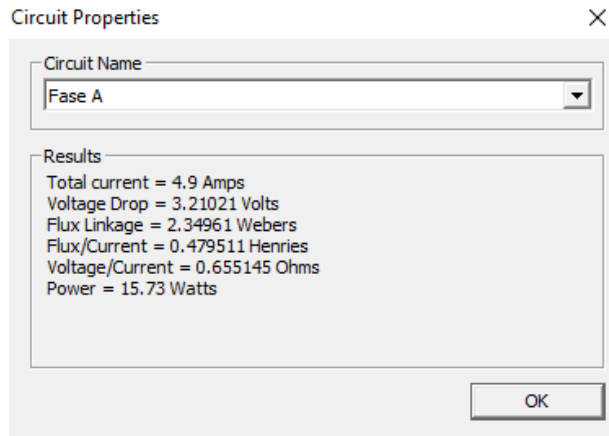 Circuit Properties
Circuit Name
Fase A
Results
Total current = 4.9 Amps
Voltage Drop = 3.21021 Volts
Flux Linkage = 2.34961 Webers
Flux/Current = 0.479511 Henries
Voltage/Current = 0.655145 Ohms
Power = 15.73 Watts
OK